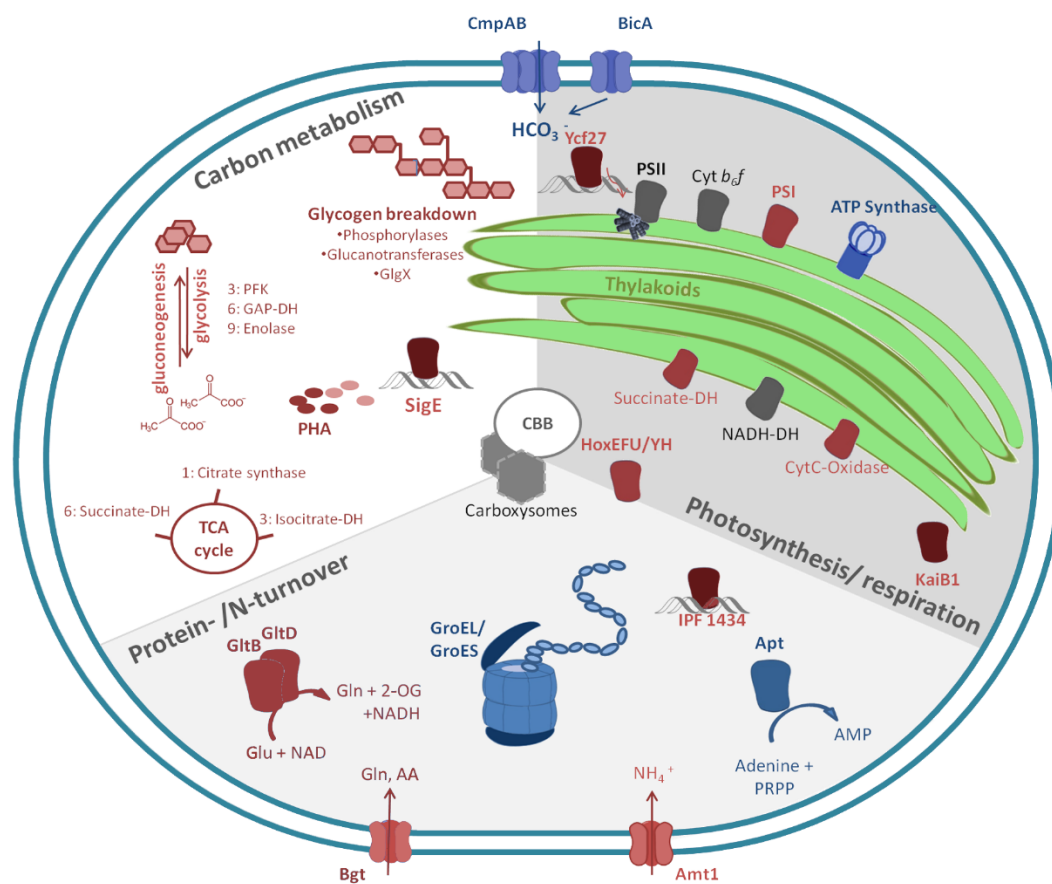 CmpAB
BicA
HCO₃⁻
Carbon metabolism
Glycogen breakdown
•Phosphorylases
•Glucanotransferases
•GlgX
gluconeogenesis
glycolysis
3: PFK
6: GAP-DH
9: Enolase
H₃C
O
COO⁻
H₃C
O
COO⁻
PHA
SigE
1: Citrate synthase
6: Succinate-DH
TCA
cycle
3: Isocitrate-DH
Ycf27
PSII
Cyt b₆f
PSI
ATP Synthase
Thylakoids
Succinate-DH
NADH-DH
CytC-Oxidase
CBB
HoxEFU/YH
Carboxysomes
KaiB1
Photosynthesis/ respiration
Protein- /N-turnover
GltB
GltD
Gln + 2-OG
+NADH
Glu + NAD
GroEL/
GroES
IPF 1434
Apt
AMP
Adenine +
PRPP
Gln, AA
Bgt
NH₄⁺
Amt1